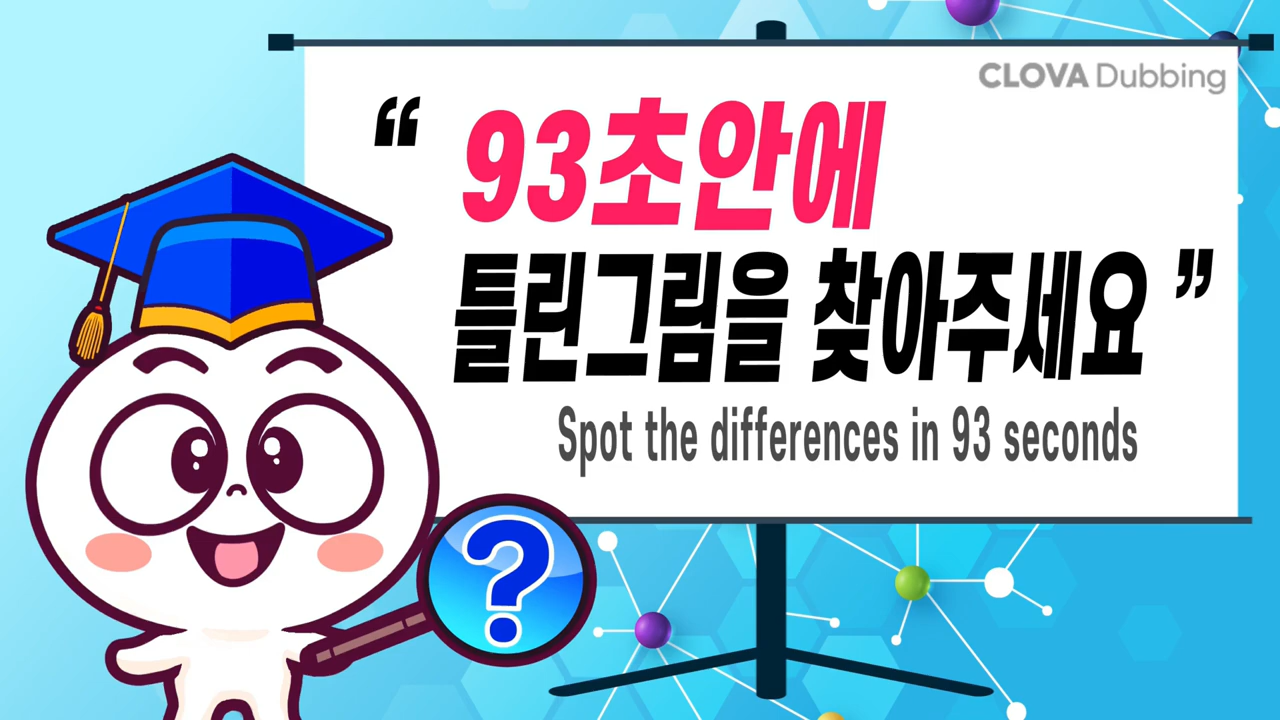 CLOVA Dubbing
“ 93초안에
틀린그림을 찾아주세요 ”
Spot the differences in 93 seconds
?